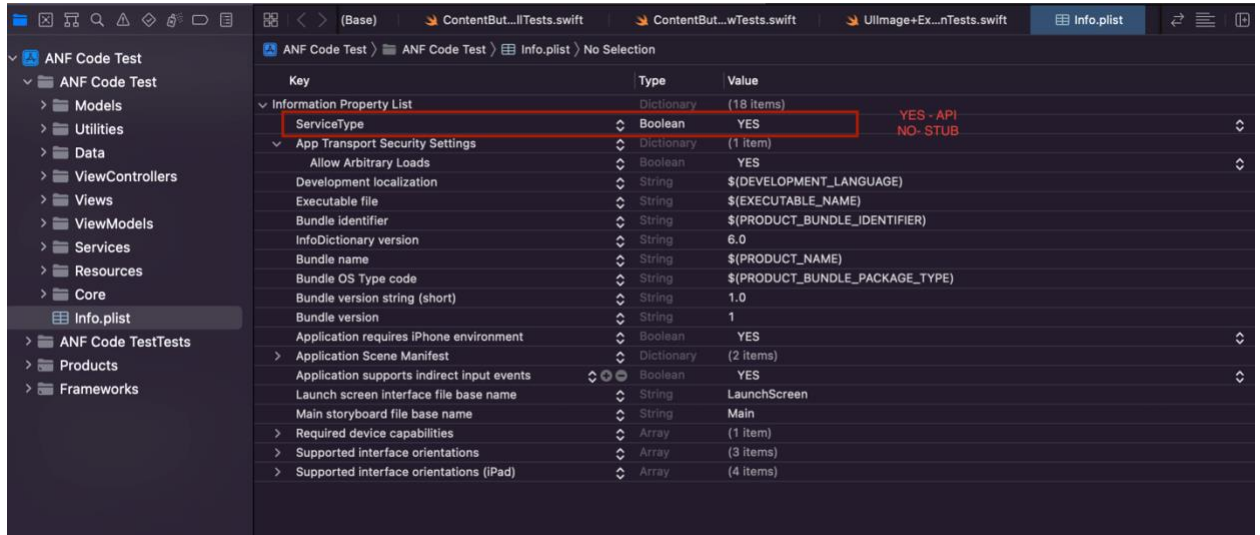 (Base)
ContentBut...llTests.swift
ContentBut...wTests.swift
UIImage+Ex...nTests.swift
Info.plist
ANF Code Test
ANF Code Test
Models
Utilities
Data
ViewControllers
Views
ViewModels
Services
Resources
Core
Info.plist
ANF Code TestTests
Products
Frameworks
ANF Code Test 〉 ANF Code Test 〉 Info.plist 〉 No Selection
Key Type Value
Information Property List Dictionary (18 items)
ServiceType Boolean YES
YES - API
NO- STUB
App Transport Security Settings Dictionary (1 item)
Allow Arbitrary Loads Boolean YES
Development localization String $(DEVELOPMENT_LANGUAGE)
Executable file String $(EXECUTABLE_NAME)
Bundle identifier String $(PRODUCT_BUNDLE_IDENTIFIER)
InfoDictionary version String 6.0
Bundle name String $(PRODUCT_NAME)
Bundle OS Type code String $(PRODUCT_BUNDLE_PACKAGE_TYPE)
Bundle version string (short) String 1.0
Bundle version String 1
Application requires iPhone environment Boolean YES
Application Scene Manifest Dictionary (2 items)
Application supports indirect input events Boolean YES
Launch screen interface file base name String LaunchScreen
Main storyboard file base name String Main
Required device capabilities Array (1 item)
Supported interface orientations Array (3 items)
Supported interface orientations (iPad) Array (4 items)